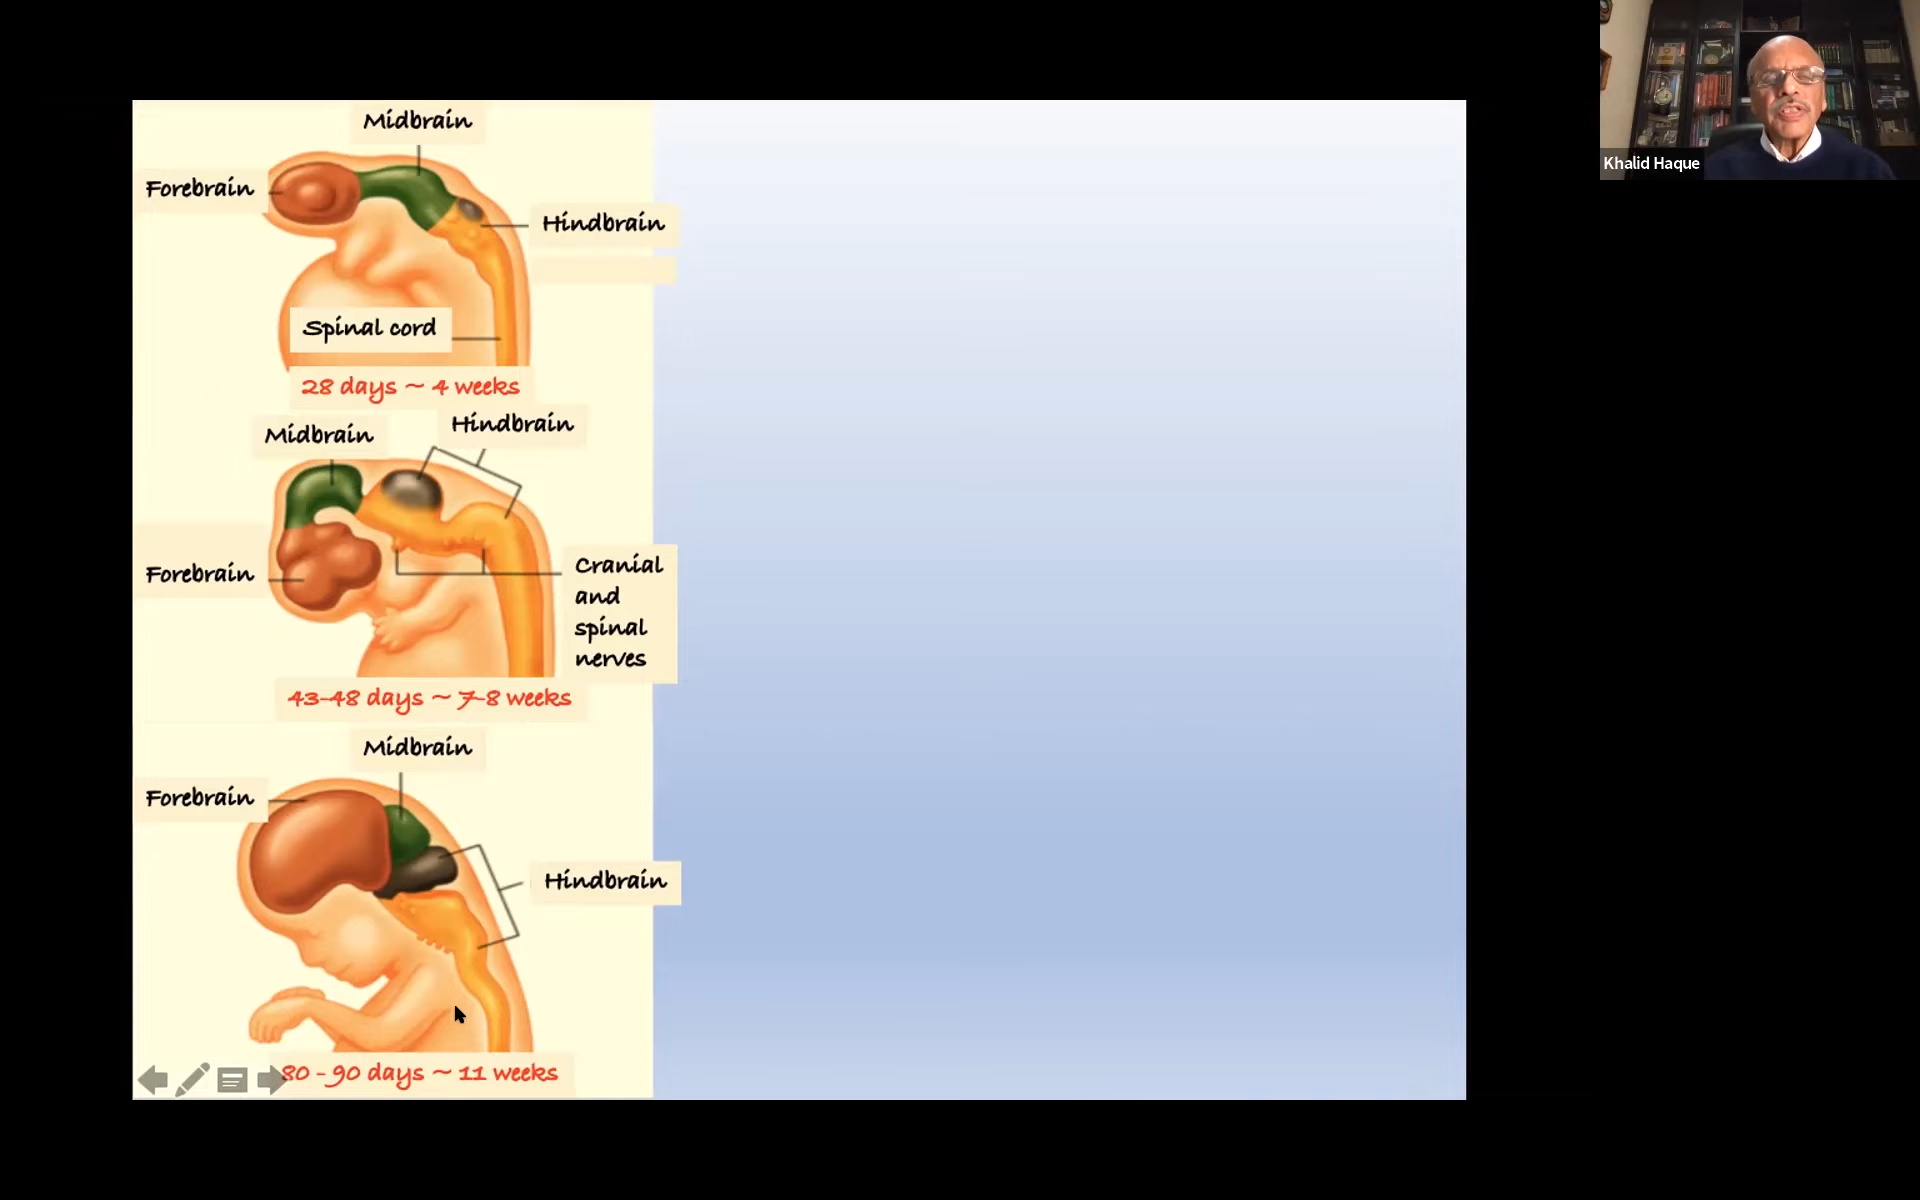 Midbrain
Forebrain
Hindbrain
Spinal cord
28 days ~ 4 weeks
Midbrain
Hindbrain
Forebrain
Cranial
and
spinal
nerves
43-48 days ~ 7-8 weeks
Midbrain
Forebrain
Hindbrain
80 - 90 days ~ 11 weeks
Khalid Haque